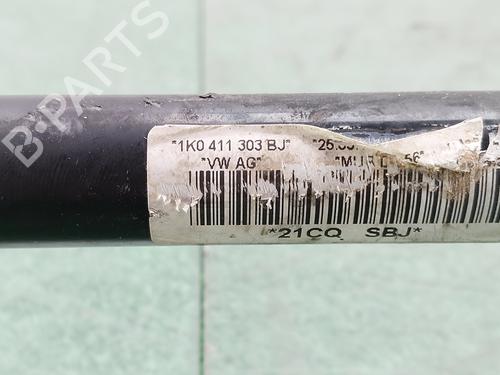 B-PARTS
"1K0 411 303 BJ"
"VW AG"
*21CQ SBJ*